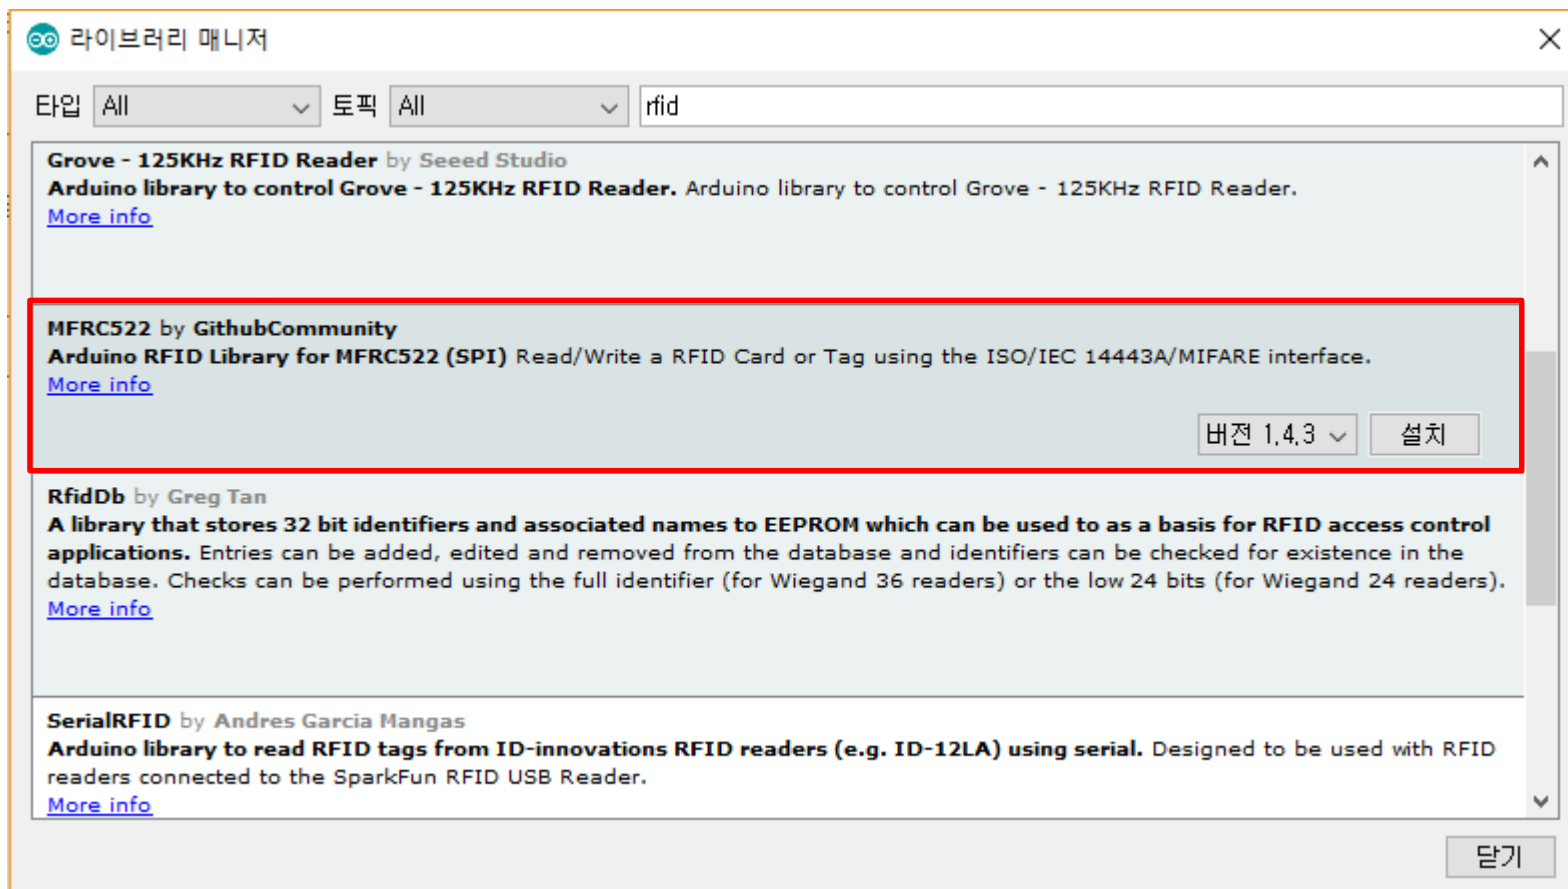 라이브러리 매니저
타입 All 토픽 All rfid
Grove - 125KHz RFID Reader by Seeed Studio
Arduino library to control Grove - 125KHz RFID Reader. Arduino library to control Grove - 125KHz RFID Reader.
More info
MFRC522 by GithubCommunity
Arduino RFID Library for MFRC522 (SPI) Read/Write a RFID Card or Tag using the ISO/IEC 14443A/MIFARE interface.
More info
버전 1.4.3 설치
RfidDb by Greg Tan
A library that stores 32 bit identifiers and associated names to EEPROM which can be used to as a basis for RFID access control
applications. Entries can be added, edited and removed from the database and identifiers can be checked for existence in the
database. Checks can be performed using the full identifier (for Wiegand 36 readers) or the low 24 bits (for Wiegand 24 readers).
More info
SerialRFID by Andres Garcia Mangas
Arduino library to read RFID tags from ID-innovations RFID readers (e.g. ID-12LA) using serial. Designed to be used with RFID
readers connected to the SparkFun RFID USB Reader.
More info
닫기